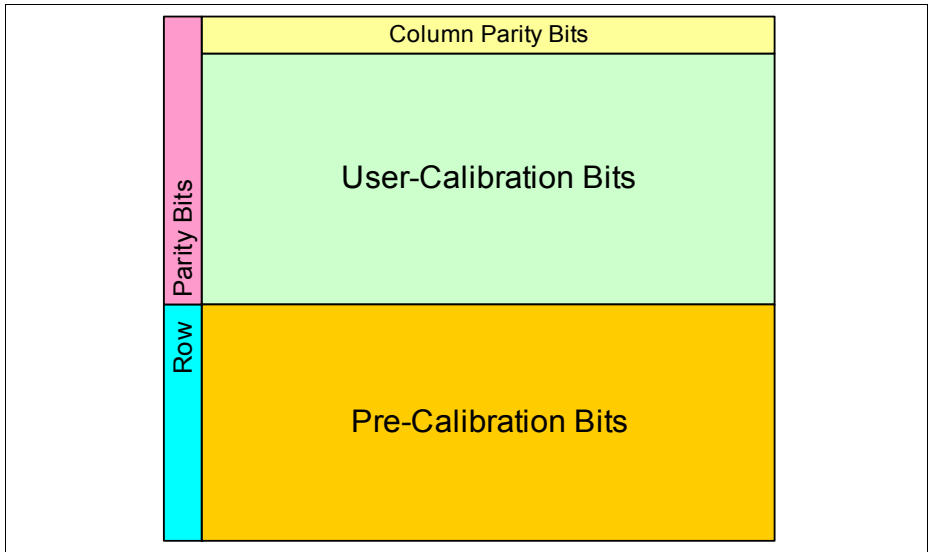 Column Parity Bits
User-Calibration Bits
Row Parity Bits
Pre-Calibration Bits